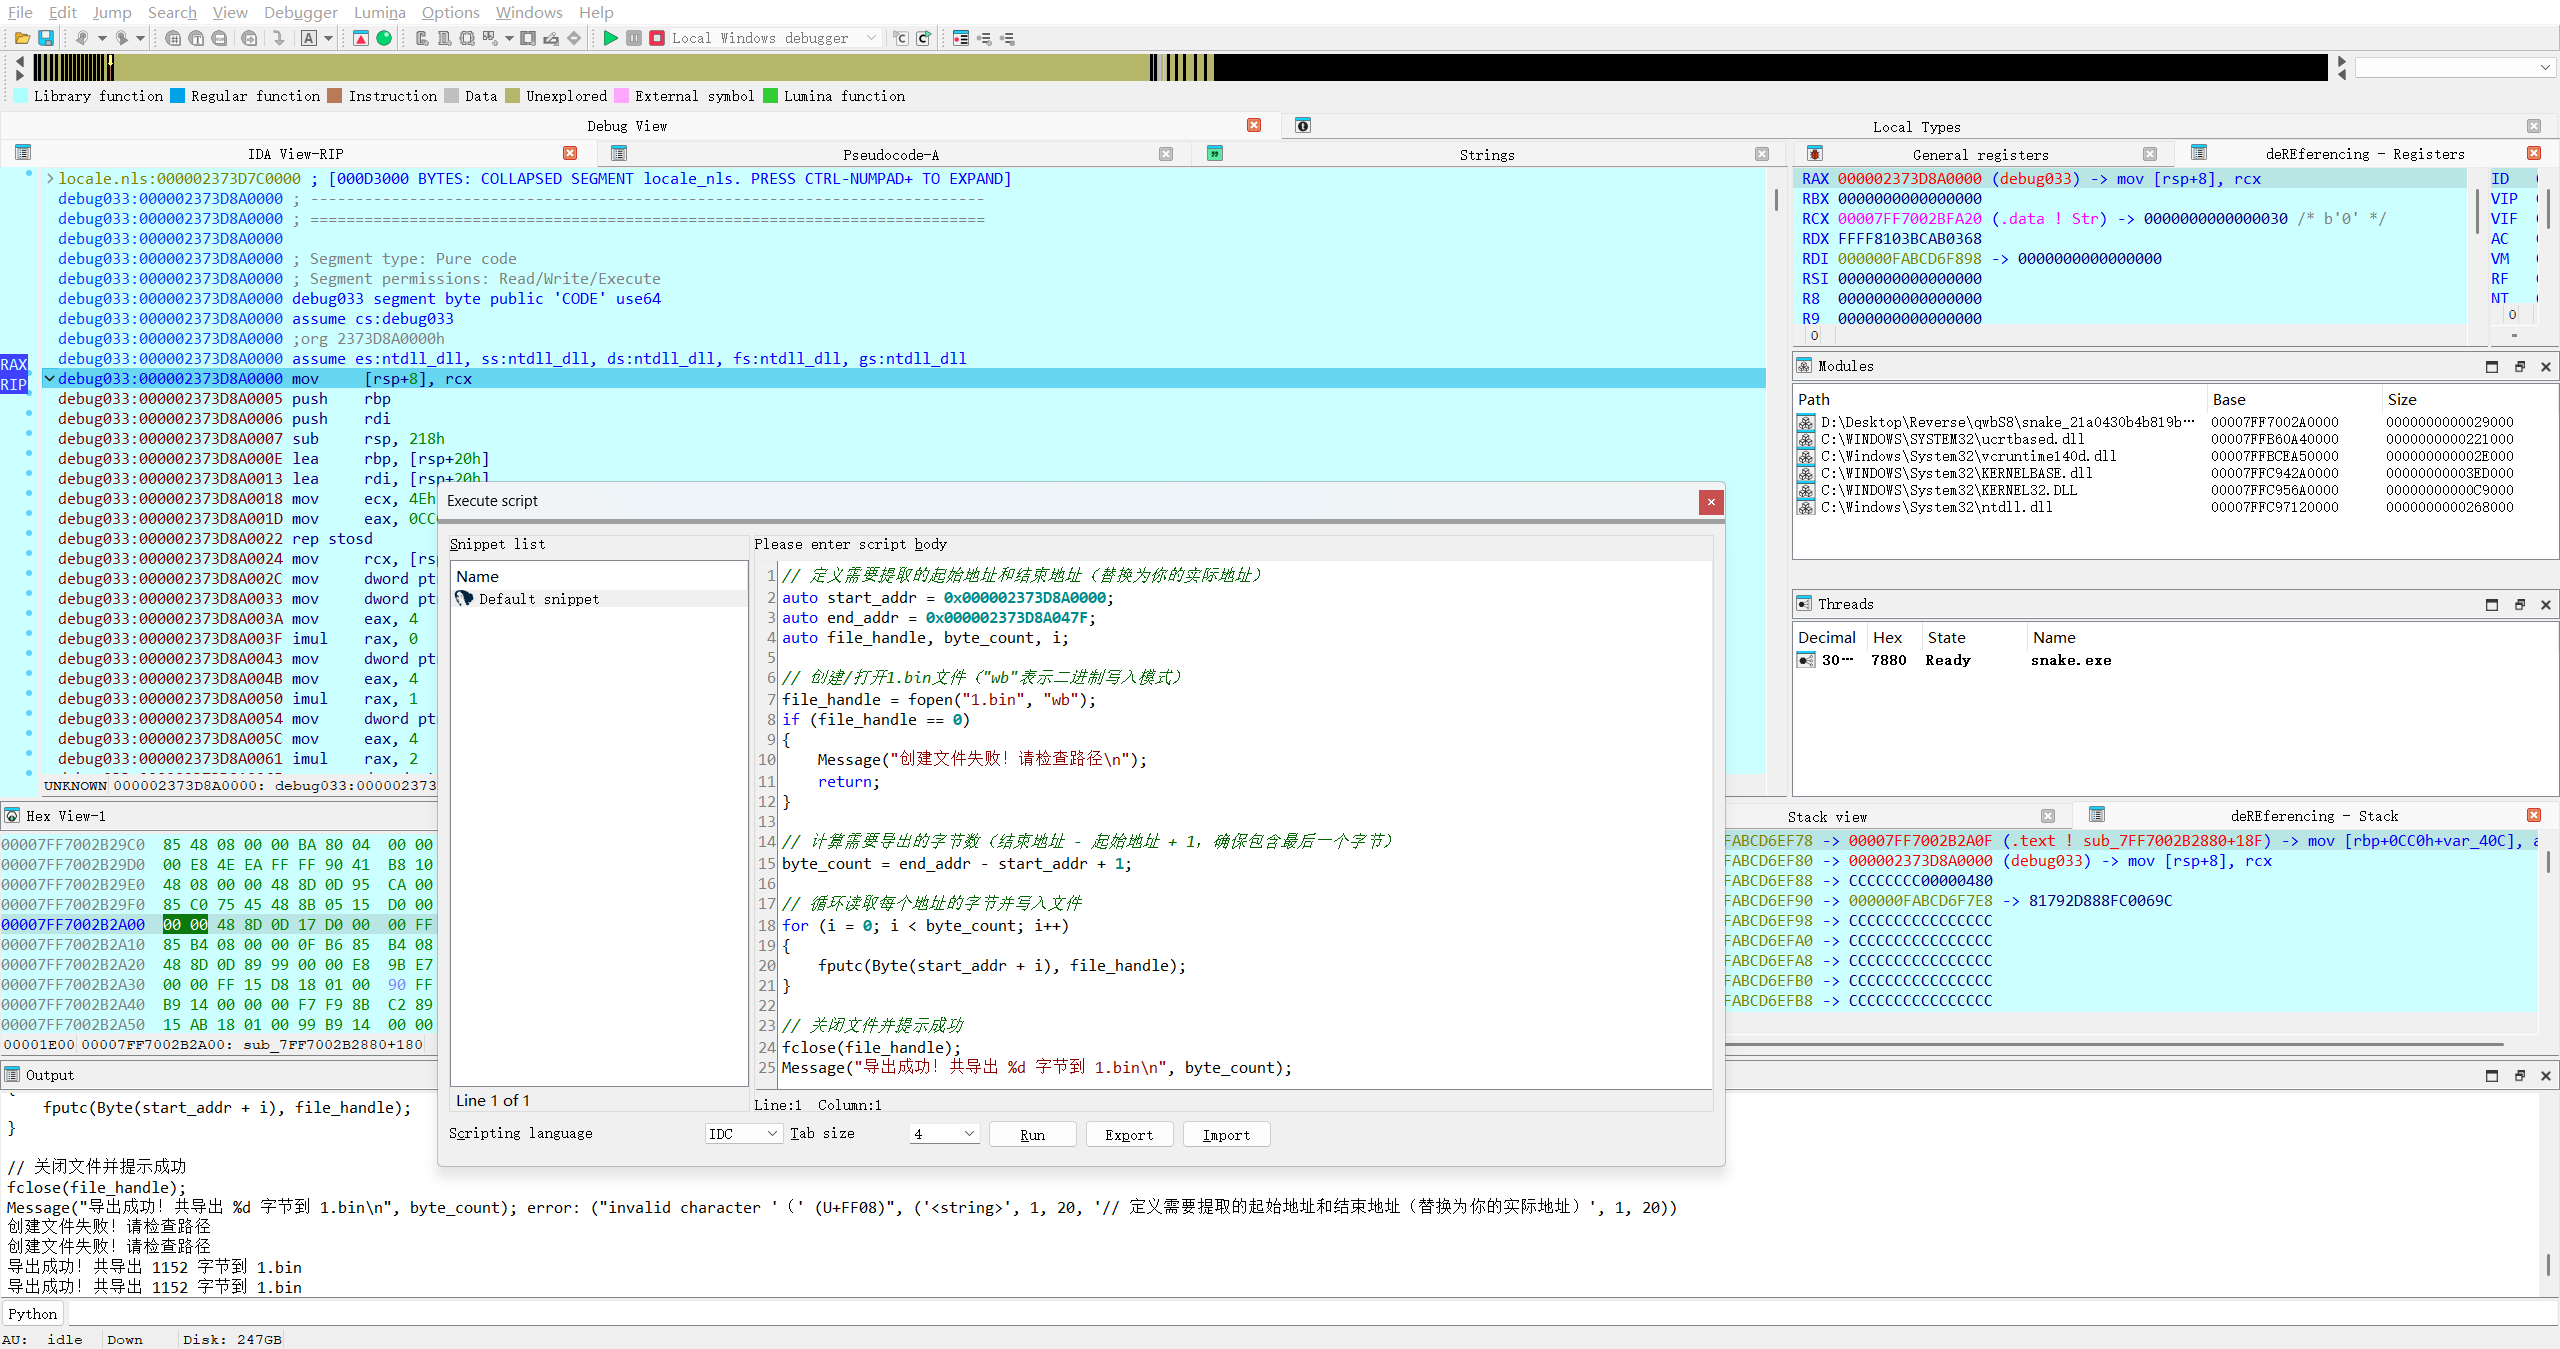 File Edit Jump Search View Debugger Lumina Options Windows Help
Local Windows debugger
Library function Regular function Instruction Data Unexplored External symbol Lumina function
Debug View
Local Types
IDA View-RIP
Pseudocode-A
Strings
General registers
deREferencing - Registers
locale.nls:000002373D7C0000 ; [000D3000 BYTES: COLLAPSED SEGMENT locale_nls. PRESS CTRL-NUMPAD+ TO EXPAND]
debug033:000002373D8A0000 ; ---------------------------------------------------------------------------
debug033:000002373D8A0000 ; ===========================================================================
debug033:000002373D8A0000
debug033:000002373D8A0000 ; Segment type: Pure code
debug033:000002373D8A0000 ; Segment permissions: Read/Write/Execute
debug033:000002373D8A0000 debug033 segment byte public 'CODE' use64
debug033:000002373D8A0000 assume cs:debug033
debug033:000002373D8A0000 ;org 2373D8A0000h
debug033:000002373D8A0000 assume es:ntdll_dll, ss:ntdll_dll, ds:ntdll_dll, fs:ntdll_dll, gs:ntdll_dll
RAX
RIP
debug033:000002373D8A0000 mov [rsp+8], rcx
debug033:000002373D8A0005 push rbp
debug033:000002373D8A0006 push rdi
debug033:000002373D8A0007 sub rsp, 218h
debug033:000002373D8A000E lea rbp, [rsp+20h]
debug033:000002373D8A0013 lea rdi, [rsp+20h]
debug033:000002373D8A0018 mov ecx, 4Eh
debug033:000002373D8A001D mov eax, 0CC
debug033:000002373D8A0022 rep stosd
debug033:000002373D8A0024 mov rcx, [rsp
debug033:000002373D8A002C mov dword pt
debug033:000002373D8A0033 mov dword pt
debug033:000002373D8A003A mov eax, 4
debug033:000002373D8A003F imul rax, 0
debug033:000002373D8A0043 mov dword pt
debug033:000002373D8A004B mov eax, 4
debug033:000002373D8A0050 imul rax, 1
debug033:000002373D8A0054 mov dword pt
debug033:000002373D8A005C mov eax, 4
debug033:000002373D8A0061 imul rax, 2
UNKNOWN 000002373D8A0000: debug033:000002373
RAX 000002373D8A0000 (debug033) -> mov [rsp+8], rcx
RBX 0000000000000000
RCX 00007FF7002BFA20 (.data ! Str) -> 0000000000000030 /* b'0' */
RDX FFFF8103BCAB0368
RDI 000000FABCD6F898 -> 0000000000000000
RSI 0000000000000000
R8 0000000000000000
R9 0000000000000000
0
ID
VIP
VIF
AC
VM
RF
NT
0
Modules
Path Base Size
D:\Desktop\Reverse\qwbS8\snake_21a0430b4b819b… 00007FF7002A0000 0000000000029000
C:\WINDOWS\SYSTEM32\ucrtbased.dll 00007FFB60A40000 0000000000221000
C:\Windows\System32\vcruntime140d.dll 00007FFBCEA50000 000000000002E000
C:\WINDOWS\System32\KERNELBASE.dll 00007FFC942A0000 00000000003ED000
C:\WINDOWS\System32\KERNEL32.DLL 00007FFC956A0000 00000000000C9000
C:\Windows\System32\ntdll.dll 00007FFC97120000 0000000000268000
Threads
Decimal Hex State Name
30… 7880 Ready snake.exe
Execute script
Snippet list
Name
Default snippet
Line 1 of 1
Please enter script body
1 // 定义需要提取的起始地址和结束地址（替换为你的实际地址）
2 auto start_addr = 0x000002373D8A0000;
3 auto end_addr = 0x000002373D8A047F;
4 auto file_handle, byte_count, i;
5
6 // 创建/打开1.bin文件（"wb"表示二进制写入模式）
7 file_handle = fopen("1.bin", "wb");
8 if (file_handle == 0)
9 {
10 Message("创建文件失败！请检查路径\n");
11 return;
12 }
13
14 // 计算需要导出的字节数（结束地址 - 起始地址 + 1，确保包含最后一个字节）
15 byte_count = end_addr - start_addr + 1;
16
17 // 循环读取每个地址的字节并写入文件
18 for (i = 0; i < byte_count; i++)
19 {
20 fputc(Byte(start_addr + i), file_handle);
21 }
22
23 // 关闭文件并提示成功
24 fclose(file_handle);
25 Message("导出成功！共导出 %d 字节到 1.bin\n", byte_count);
Line:1 Column:1
Scripting language IDC Tab size 4 Run Export Import
Hex View-1
00007FF7002B29C0 85 48 08 00 00 BA 80 04 00 00
00007FF7002B29D0 00 E8 4E EA FF FF 90 41 B8 10
00007FF7002B29E0 48 08 00 00 48 8D 0D 95 CA 00
00007FF7002B29F0 85 C0 75 45 48 8B 05 15 D0 00
00007FF7002B2A00 00 00 48 8D 0D 17 D0 00 00 FF
00007FF7002B2A10 85 B4 08 00 00 0F B6 85 B4 08
00007FF7002B2A20 48 8D 0D 89 99 00 00 E8 9B E7
00007FF7002B2A30 00 00 FF 15 D8 18 01 00 90 FF
00007FF7002B2A40 B9 14 00 00 00 F7 F9 8B C2 89
00007FF7002B2A50 15 AB 18 01 00 99 B9 14 00 00
00001E00 00007FF7002B2A00: sub_7FF7002B2880+180
Stack view
deREferencing - Stack
FABCD6EF78 -> 00007FF7002B2A0F (.text ! sub_7FF7002B2880+18F) -> mov [rbp+0CC0h+var_40C], a
FABCD6EF80 -> 000002373D8A0000 (debug033) -> mov [rsp+8], rcx
FABCD6EF88 -> CCCCCCCC00000480
FABCD6EF90 -> 000000FABCD6F7E8 -> 81792D888FC0069C
FABCD6EF98 -> CCCCCCCCCCCCCCCC
FABCD6EFA0 -> CCCCCCCCCCCCCCCC
FABCD6EFA8 -> CCCCCCCCCCCCCCCC
FABCD6EFB0 -> CCCCCCCCCCCCCCCC
FABCD6EFB8 -> CCCCCCCCCCCCCCCC
Output
fputc(Byte(start_addr + i), file_handle);
}
// 关闭文件并提示成功
fclose(file_handle);
Message("导出成功！共导出 %d 字节到 1.bin\n", byte_count); error: ("invalid character '（' (U+FF08)", ('<string>', 1, 20, '// 定义需要提取的起始地址和结束地址（替换为你的实际地址）', 1, 20))
创建文件失败！请检查路径
创建文件失败！请检查路径
导出成功！共导出 1152 字节到 1.bin
导出成功！共导出 1152 字节到 1.bin
Python
AU: idle Down Disk: 247GB